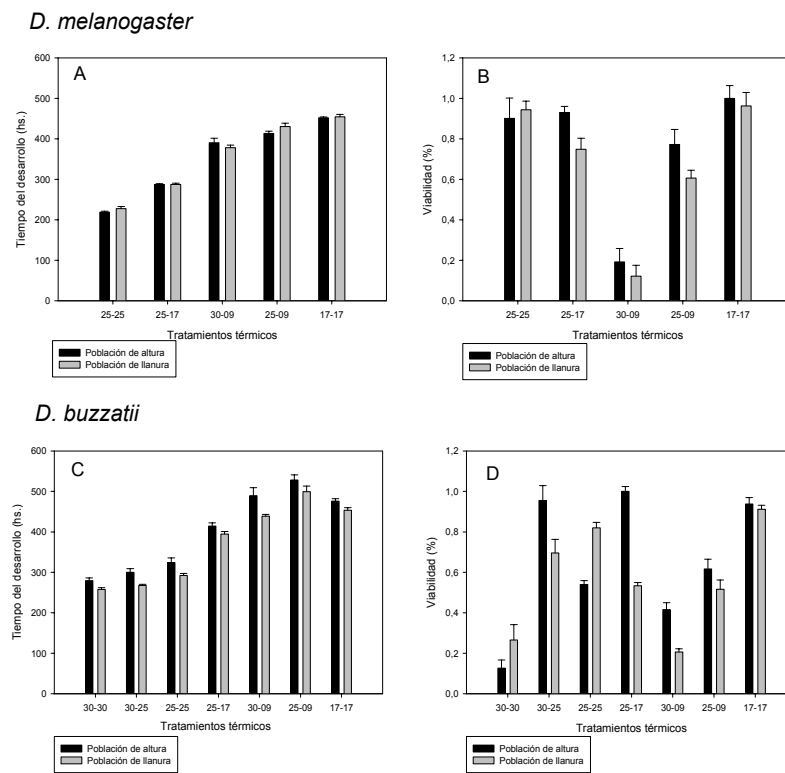 D. melanogaster
A
Tiempo del desarrollo (hs.)
600
500
400
300
200
100
0
25-25 25-17 30-09 25-09 17-17
Tratamientos térmicos
Población de altura
Población de llanura
B
Viabilidad (%)
1,2
1,0
0,8
0,6
0,4
0,2
0,0
25-25 25-17 30-09 25-09 17-17
Tratamientos térmicos
Población de altura
Población de llanura
D. buzzatii
C
Tiempo del desarrollo (hs.)
600
500
400
300
200
100
0
30-30 30-25 25-25 25-17 30-09 25-09 17-17
Tratamientos térmicos
Población de altura
Población de llanura
D
Viabilidad (%)
1,2
1,0
0,8
0,6
0,4
0,2
0,0
30-30 30-25 25-25 25-17 30-09 25-09 17-17
Tratamientos térmicos
Población de altura
Población de llanura